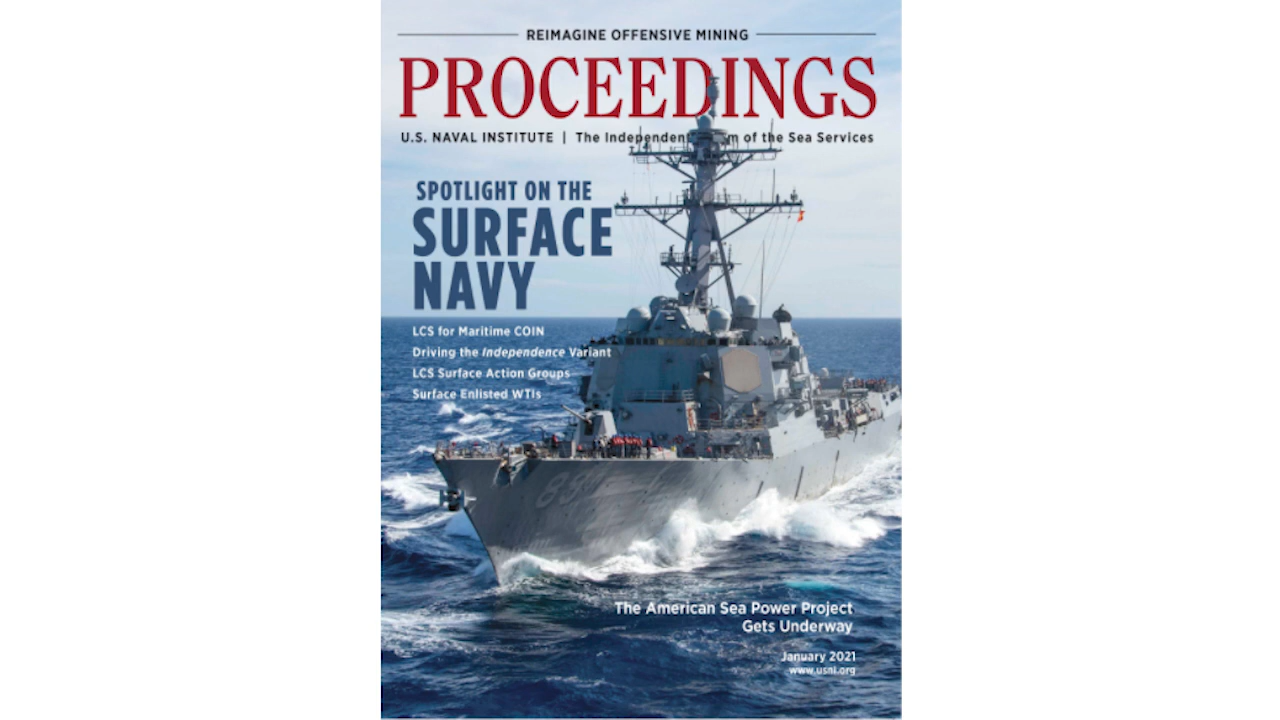 REIMAGINE OFFENSIVE MINING
PROCEEDINGS
U.S. NAVAL INSTITUTE | The Independent of the Sea Services
SPOTLIGHT ON THE
SURFACE
NAVY
LCS for Maritime COIN
Driving the Independence Variant
LCS Surface Action Groups
Surface Enlisted WTIs
89
The American Sea Power Project
Gets Underway
January 2021
www.usni.org